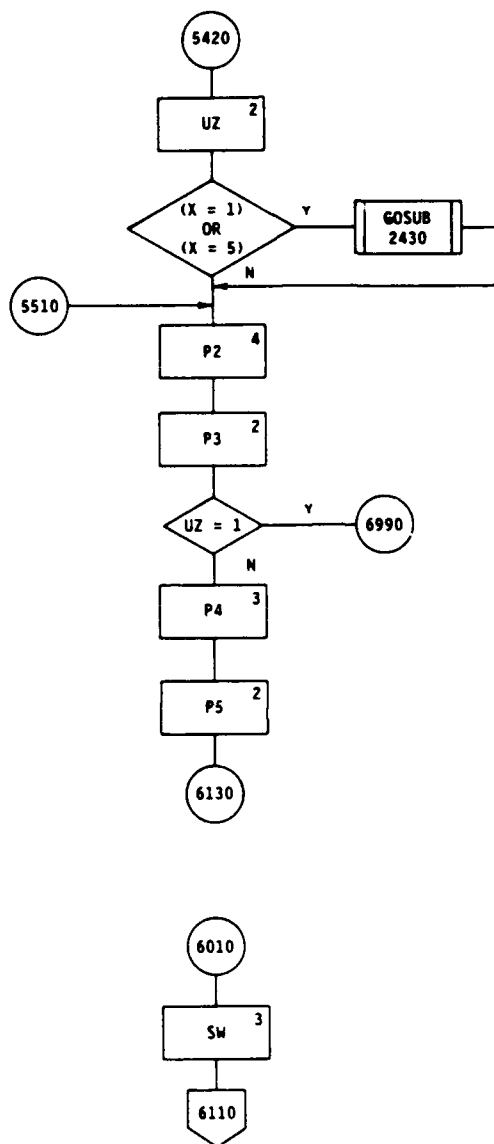 5420
2
UZ
(X = 1)
OR
(X = 5)
Y
GOSUB
2430
N
5510
4
P2
2
P3
UZ = 1
Y
6990
N
3
P4
2
P5
6130
6010
3
SW
6110